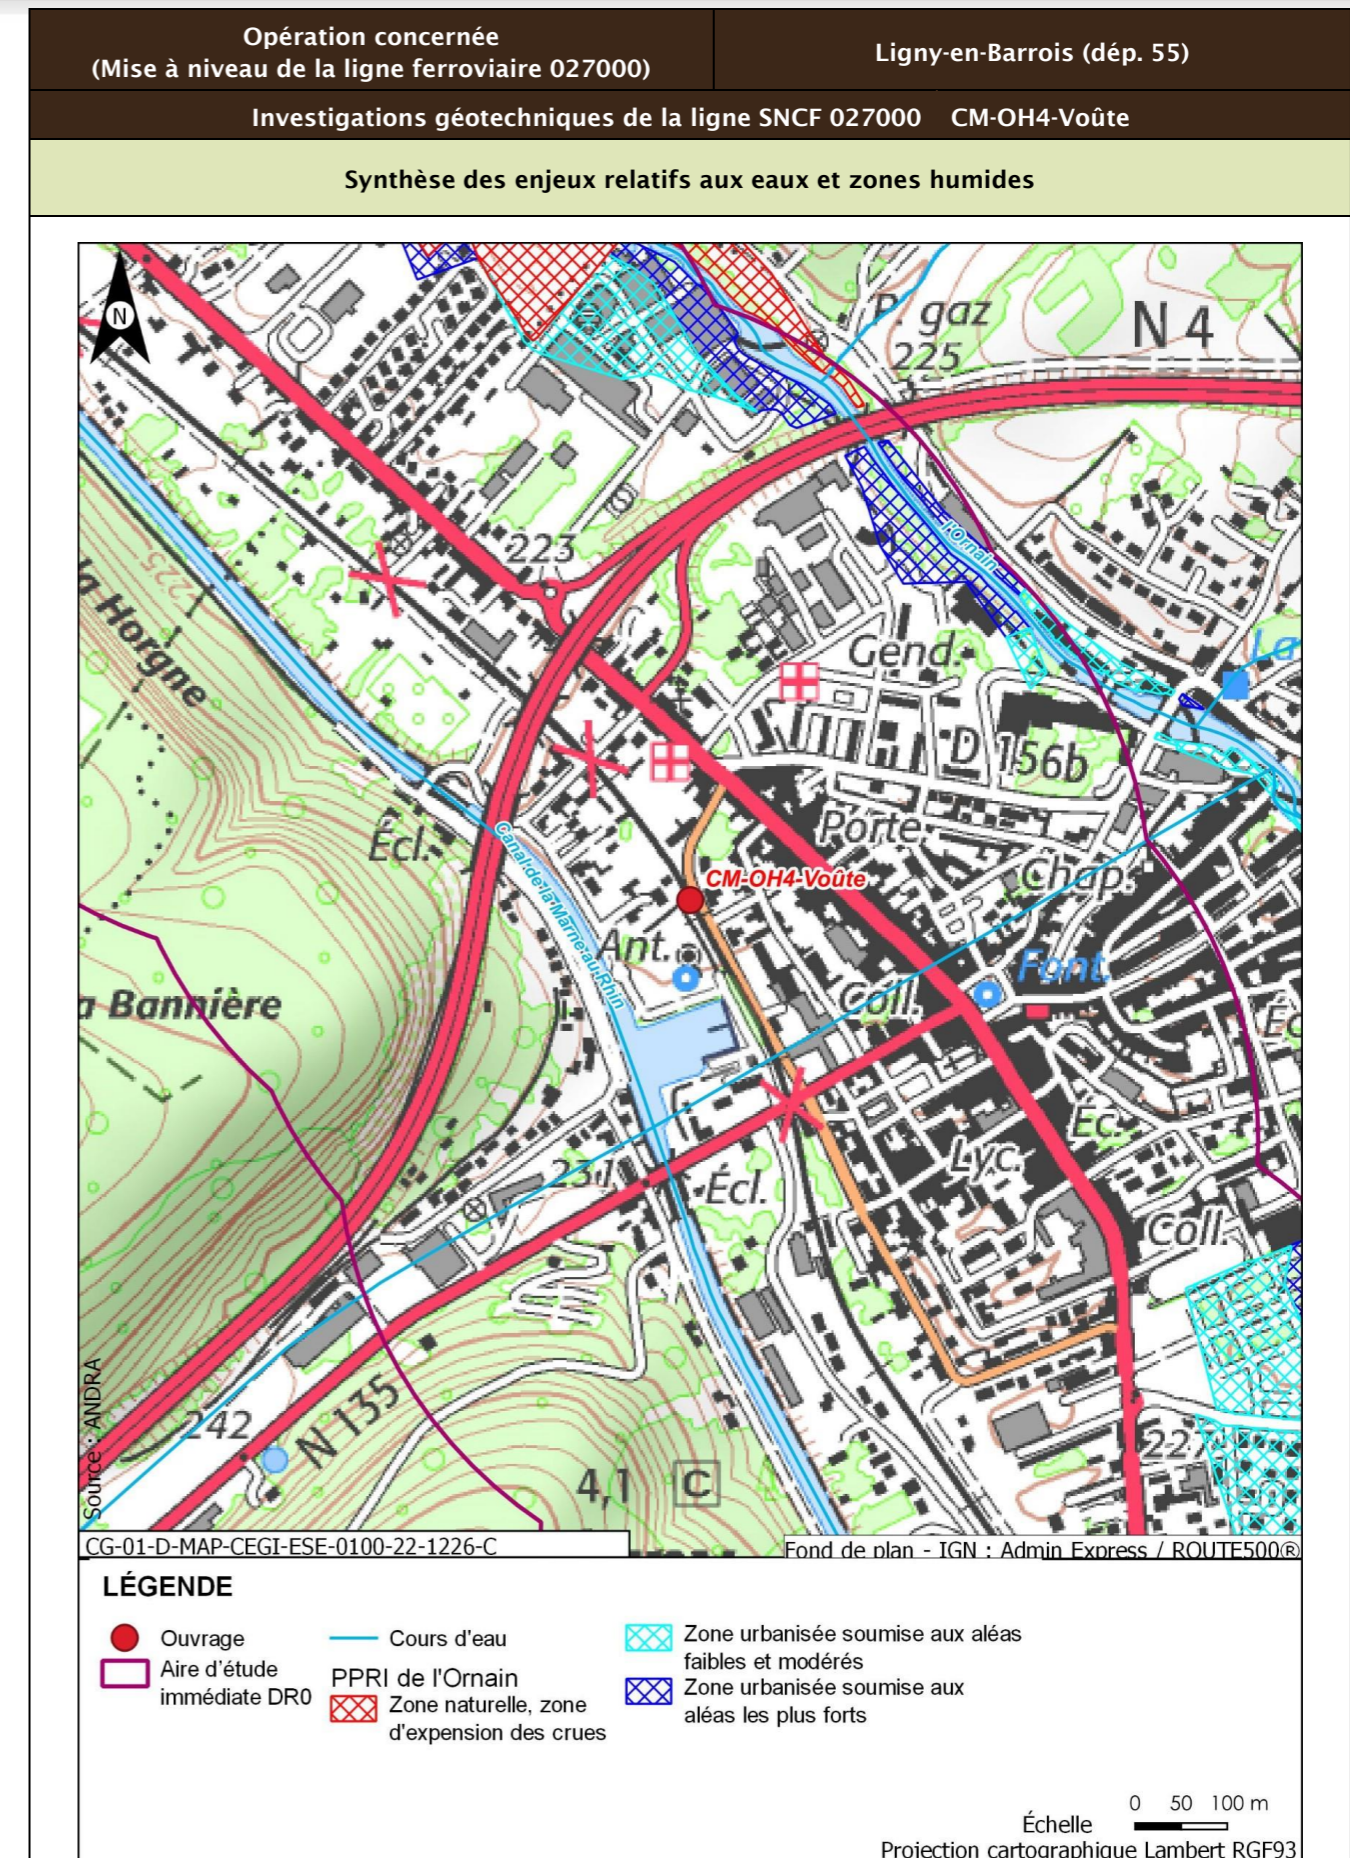 Opération concernée
(Mise à niveau de la ligne ferroviaire 027000)
Ligny-en-Barrois (dép. 55)
Investigations géotechniques de la ligne SNCF 027000 CM-OH4-Voûte
Synthèse des enjeux relatifs aux eaux et zones humides
N
P. gaz
225
N 4
223
225
la Horgne
l'Ornain
Gend.
La
D 156b
Porte
Écl.
Canal de la Marne au Rhin
CM-OH4-Voûte
Chap.
Ant.
Font.
Coll.
a Bannière
Éc
Éc.
Lyc.
231
Écl.
Coll.
242
N 135
227
4,1
C
Source : ANDRA
CG-01-D-MAP-CEGI-ESE-0100-22-1226-C
Fond de plan - IGN : Admin Express / ROUTE500®
LÉGENDE
Ouvrage
Aire d'étude
immédiate DR0
Cours d'eau
PPRI de l'Ornain
Zone naturelle, zone
d'expension des crues
Zone urbanisée soumise aux aléas
faibles et modérés
Zone urbanisée soumise aux
aléas les plus forts
0 50 100 m
Échelle
Projection cartographique Lambert RGF93